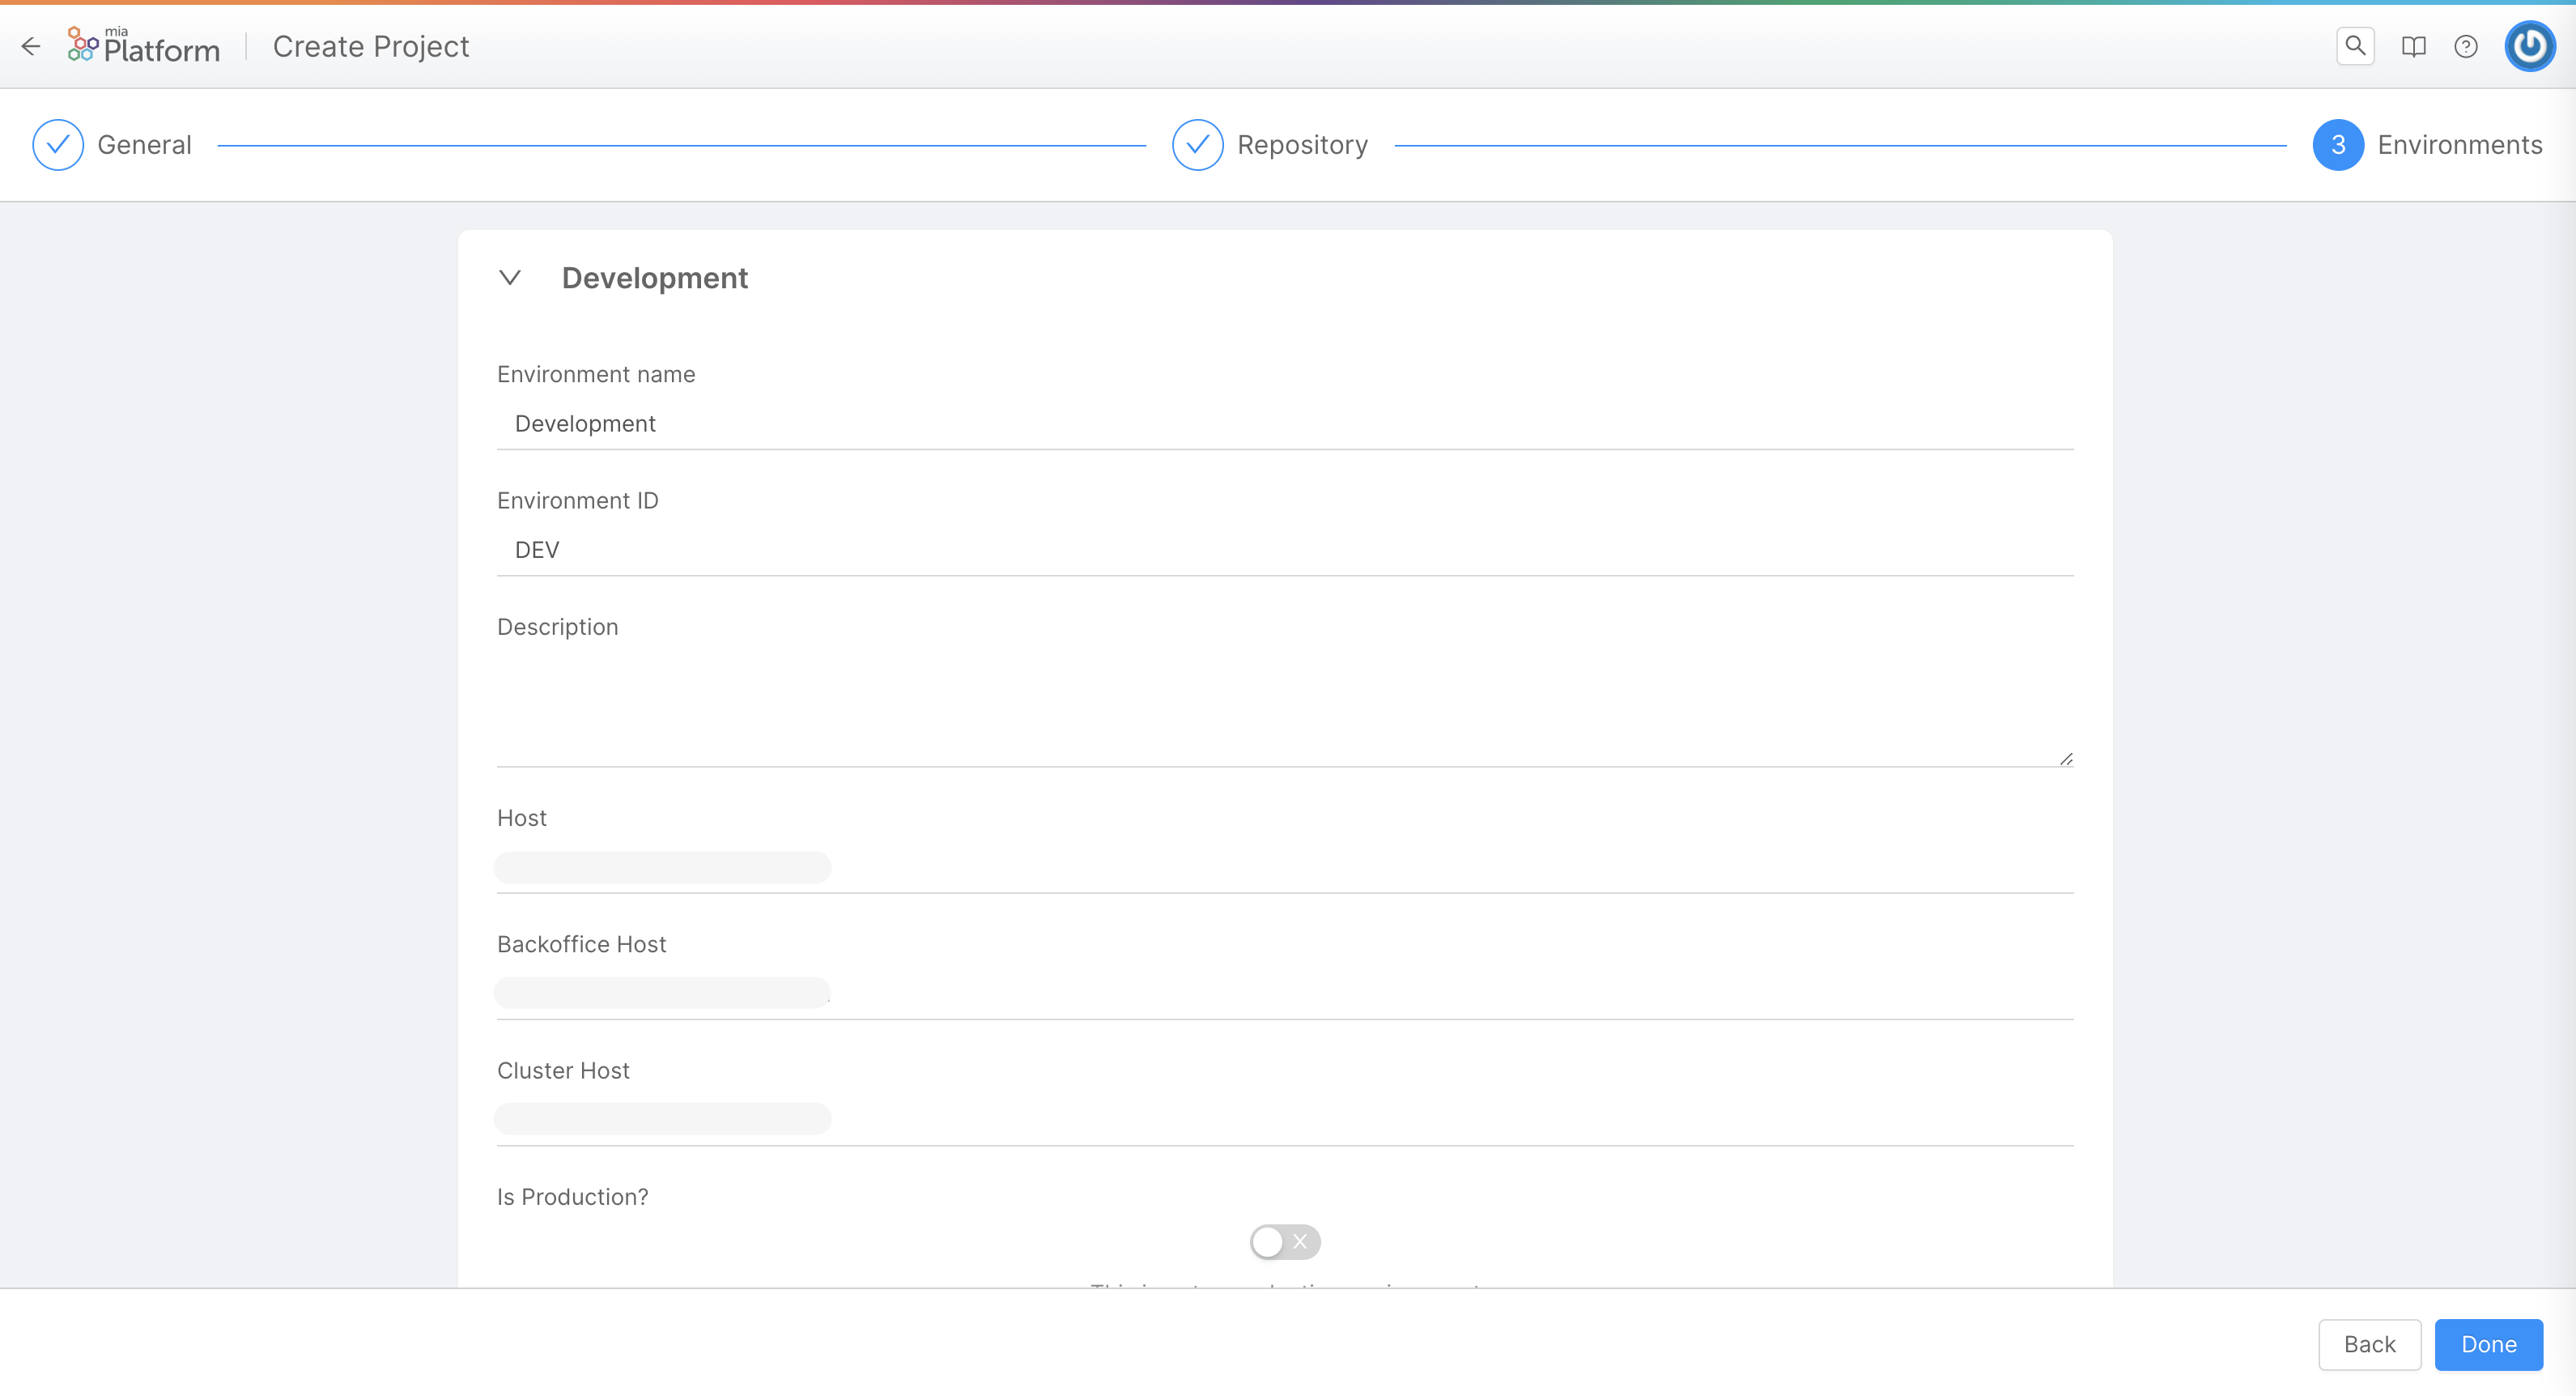 mia
Platform
Create Project
General
Repository
3
Environments
Development
Environment name
Development
Environment ID
DEV
Description
Host
Backoffice Host
Cluster Host
Is Production?
Back
Done